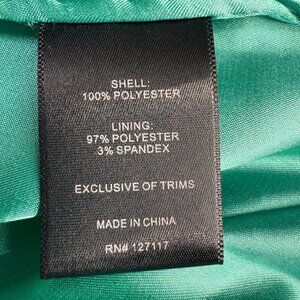 SHELL:
100% POLYESTER
LINING:
97% POLYESTER
3% SPANDEX
EXCLUSIVE OF TRIMS
MADE IN CHINA
RN# 127117